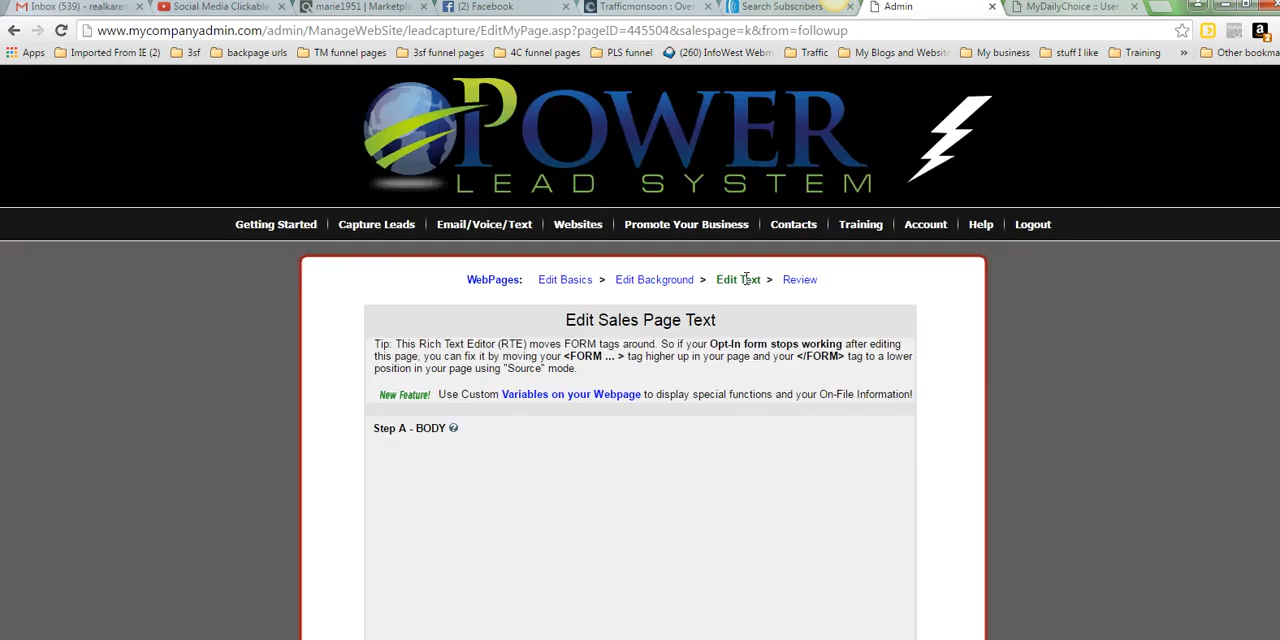 Inbox (539) - realkaren
Social Media Clickable
marie1951 | Marketpla
(2) Facebook
Trafficmonsoon : Over
Search Subscribers
Admin
MyDailyChoice :: User
www.mycompanyadmin.com/admin/ManageWebSite/leadcapture/EditMyPage.asp?pageID=445504&salespage=k&from=followup
Apps
Imported From IE (2)
3sf
backpage urls
TM funnel pages
3sf funnel pages
4C funnel pages
PLS funnel
(260) InfoWest Webm
Traffic
My Blogs and Websit
My business
stuff I like
Training
»
Other bookma
POWER
LEAD SYSTEM
Getting Started
Capture Leads
Email/Voice/Text
Websites
Promote Your Business
Contacts
Training
Account
Help
Logout
WebPages: Edit Basics > Edit Background > Edit Text > Review
Edit Sales Page Text
Tip: This Rich Text Editor (RTE) moves FORM tags around. So if your Opt-In form stops working after editing
this page, you can fix it by moving your <FORM ... > tag higher up in your page and your </FORM> tag to a lower
position in your page using "Source" mode.
New Feature! Use Custom Variables on your Webpage to display special functions and your On-File Information!
Step A - BODY ?